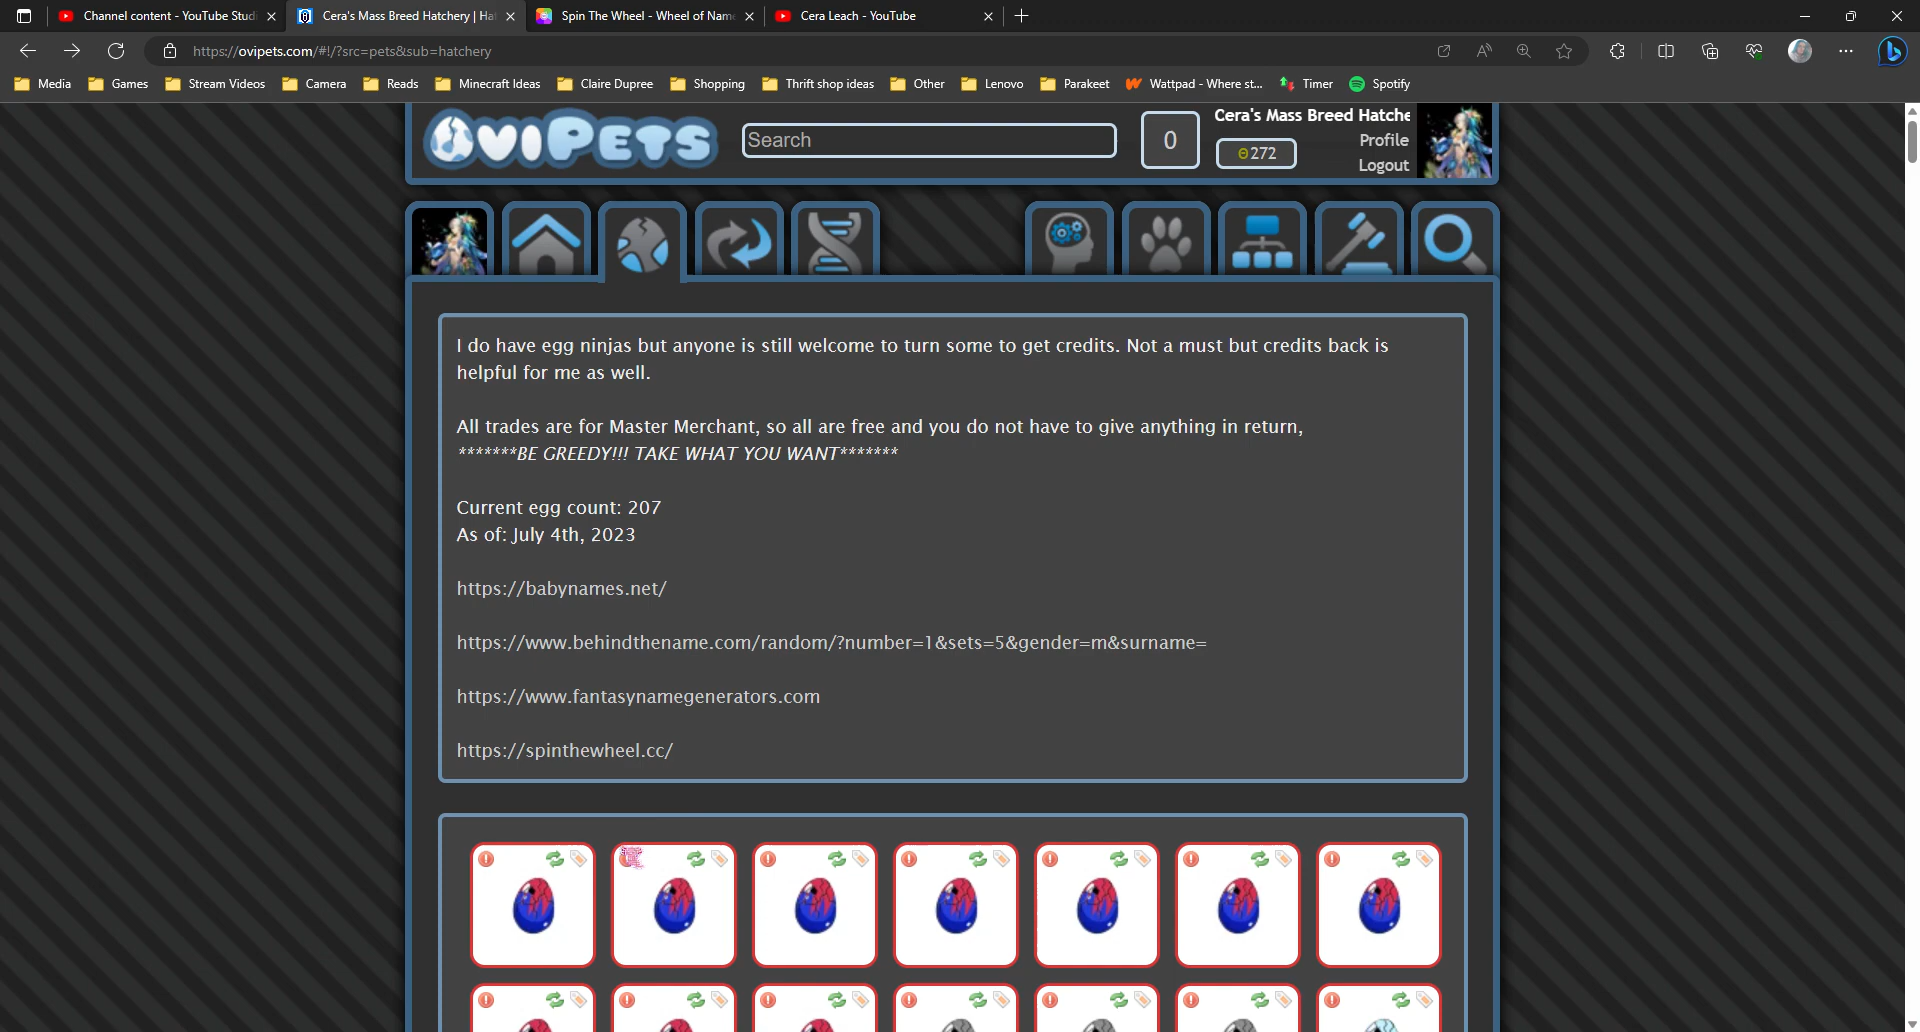 Channel content - YouTube Studi
Cera's Mass Breed Hatchery | Ha
Spin The Wheel - Wheel of Name
Cera Leach - YouTube
https://ovipets.com/#!/?src=pets&sub=hatchery
Media
Games
Stream Videos
Camera
Reads
Minecraft Ideas
Claire Dupree
Shopping
Thrift shop ideas
Other
Lenovo
Parakeet
Wattpad - Where st...
Timer
Spotify
OviPets
Search
0
Cera's Mass Breed Hatche
272
Profile
Logout
I do have egg ninjas but anyone is still welcome to turn some to get credits. Not a must but credits back is
helpful for me as well.
All trades are for Master Merchant, so all are free and you do not have to give anything in return,
*******BE GREEDY!!! TAKE WHAT YOU WANT*******
Current egg count: 207
As of: July 4th, 2023
https://babynames.net/
https://www.behindthename.com/random/?number=1&sets=5&gender=m&surname=
https://www.fantasynamegenerators.com
https://spinthewheel.cc/